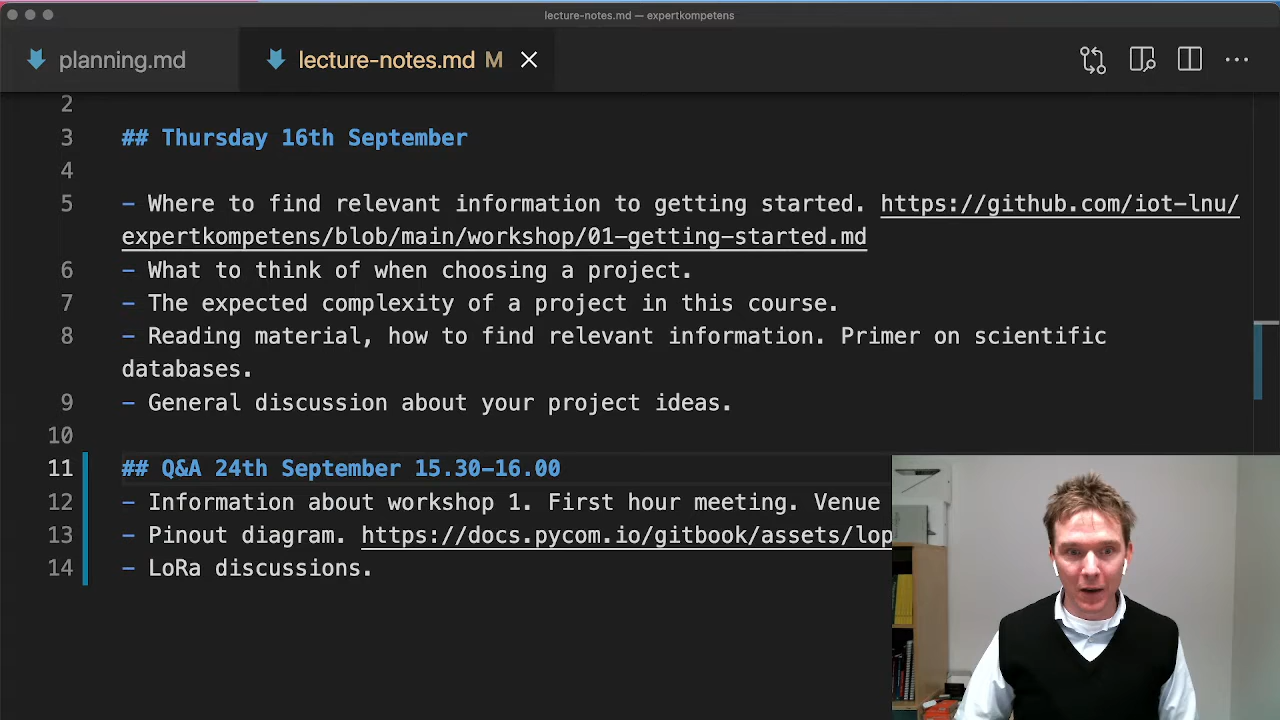 lecture-notes.md — expertkompetens
planning.md
lecture-notes.md M
2
3 ## Thursday 16th September
4
5 - Where to find relevant information to getting started. https://github.com/iot-lnu/
expertkompetens/blob/main/workshop/01-getting-started.md
6 - What to think of when choosing a project.
7 - The expected complexity of a project in this course.
8 - Reading material, how to find relevant information. Primer on scientific
databases.
9 - General discussion about your project ideas.
10
11 ## Q&A 24th September 15.30-16.00
12 - Information about workshop 1. First hour meeting. Venue
13 - Pinout diagram. https://docs.pycom.io/gitbook/assets/lop
14 - LoRa discussions.